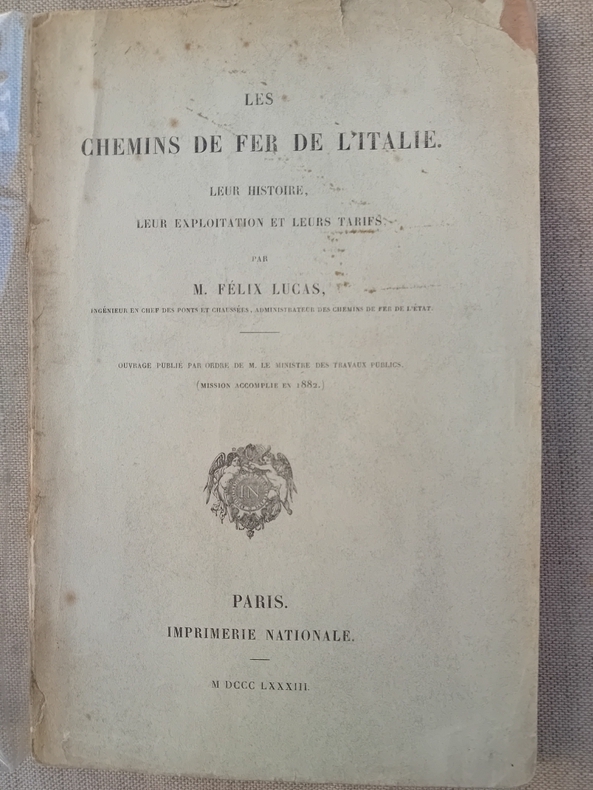 LES
CHEMINS DE FER DE L'ITALIE.
LEUR HISTOIRE,
LEUR EXPLOITATION ET LEURS TARIFS.
PAR
M. FÉLIX LUCAS,
INGÉNIEUR EN CHEF DES PONTS ET CHAUSSÉES, ADMINISTRATEUR DES CHEMINS DE FER DE L'ÉTAT.
OUVRAGE PUBLIÉ PAR ORDRE DE M. LE MINISTRE DES TRAVAUX PUBLICS.
(MISSION ACCOMPLIE EN 1882.)
IN
PARIS.
IMPRIMERIE NATIONALE.
M DCCC LXXXIII.